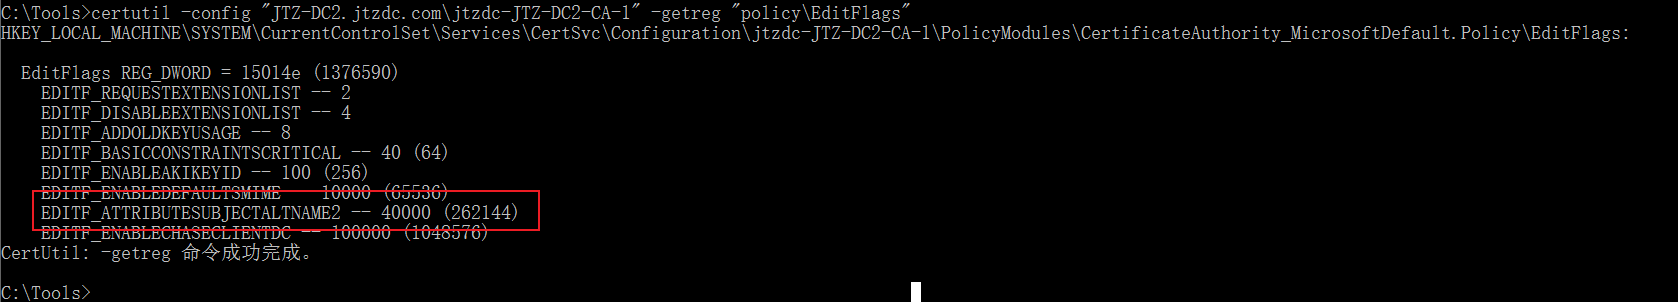 C:\Tools>certutil -config "JTZ-DC2.jtzdc.com\jtzdc-JTZ-DC2-CA-1" -getreg "policy\EditFlags"
HKEY_LOCAL_MACHINE\SYSTEM\CurrentControlSet\Services\CertSvc\Configuration\jtzdc-JTZ-DC2-CA-1\PolicyModules\CertificateAuthority_MicrosoftDefault.Policy\EditFlags:
EditFlags REG_DWORD = 15014e (1376590)
EDITF_REQUESTEXTENSIONLIST -- 2
EDITF_DISABLEEXTENSIONLIST -- 4
EDITF_ADDOLDKEYUSAGE -- 8
EDITF_BASICCONSTRAINTSCRITICAL -- 40 (64)
EDITF_ENABLEAKIKEYID -- 100 (256)
EDITF_ENABLEDEFAULTSMIME -- 10000 (65536)
EDITF_ATTRIBUTESUBJECTALTNAME2 -- 40000 (262144)
EDITF_ENABLECHASECLIENTDC -- 100000 (1048576)
CertUtil: -getreg 命令成功完成。
C:\Tools>